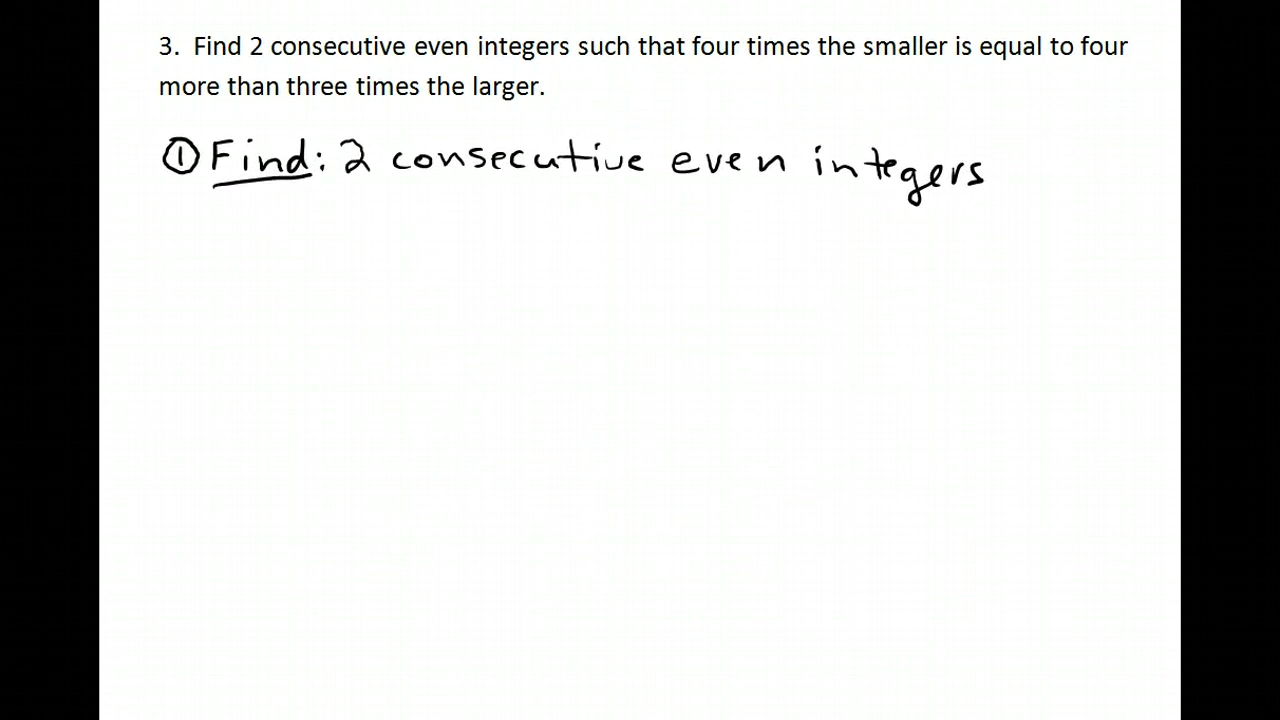 3. Find 2 consecutive even integers such that four times the smaller is equal to four
more than three times the larger.
① Find: 2 consecutive even integers